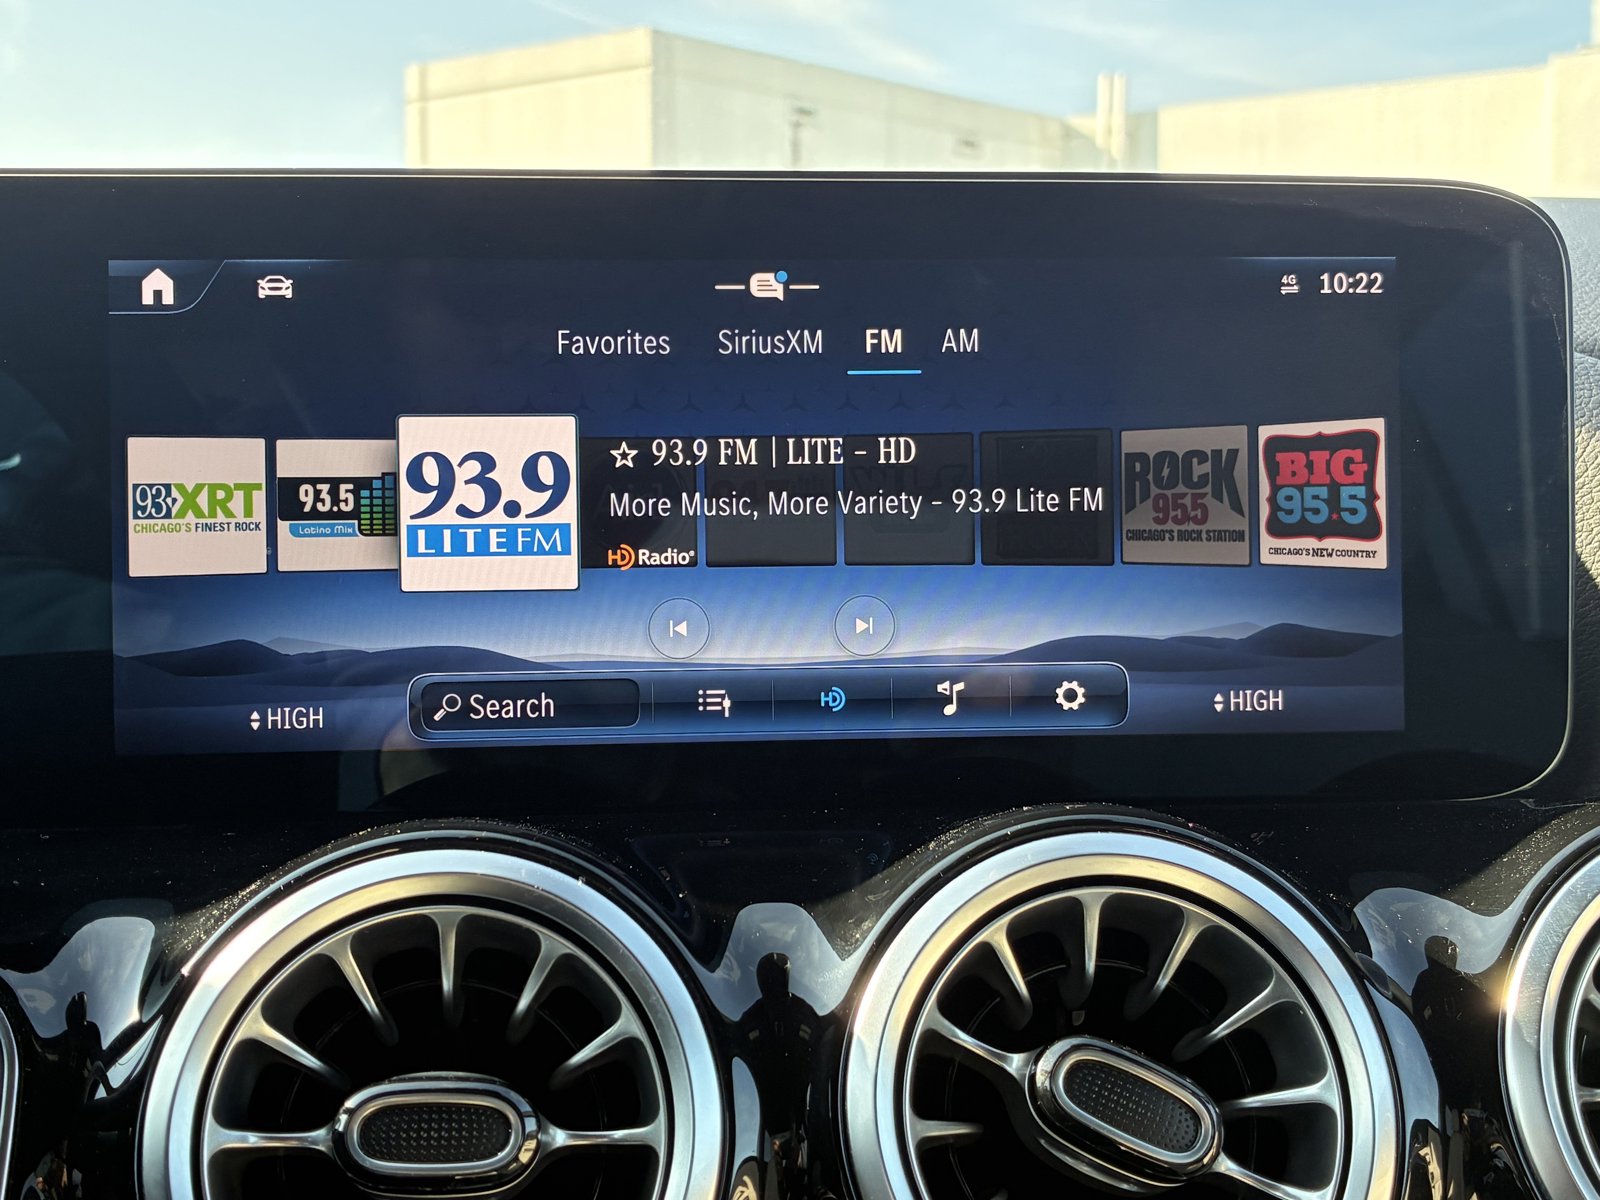 4G 10:22
Favorites SiriusXM FM AM
93XRT
CHICAGO'S FINEST ROCK
93.5
Latino Mix
93.9
LITE FM
☆ 93.9 FM | LITE - HD
More Music, More Variety - 93.9 Lite FM
HD Radio®
ROCK
95.5
CHICAGO'S ROCK STATION
BIG
95.5
CHICAGO'S NEW COUNTRY
HIGH
Search
HD
HIGH